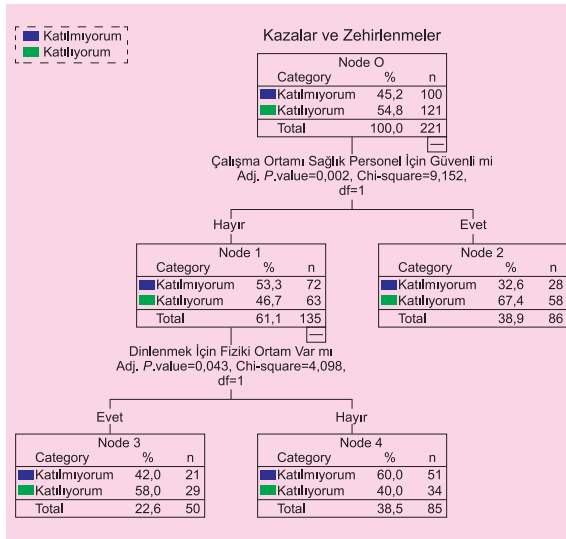 Katılmıyorum
Katılıyorum
Kazalar ve Zehirlenmeler
Node O
Category % n
Katılmıyorum 45,2 100
Katılıyorum 54,8 121
Total 100,0 221
Çalışma Ortamı Sağlık Personel İçin Güvenli mi
Adj. P.value=0,002, Chi-square=9,152,
df=1
Hayır Evet
Node 1
Category % n
Katılmıyorum 53,3 72
Katılıyorum 46,7 63
Total 61,1 135
Node 2
Category % n
Katılmıyorum 32,6 28
Katılıyorum 67,4 58
Total 38,9 86
Dinlenmek İçin Fiziki Ortam Var mı
Adj. P.value=0,043, Chi-square=4,098,
df=1
Evet Hayır
Node 3
Category % n
Katılmıyorum 42,0 21
Katılıyorum 58,0 29
Total 22,6 50
Node 4
Category % n
Katılmıyorum 60,0 51
Katılıyorum 40,0 34
Total 38,5 85